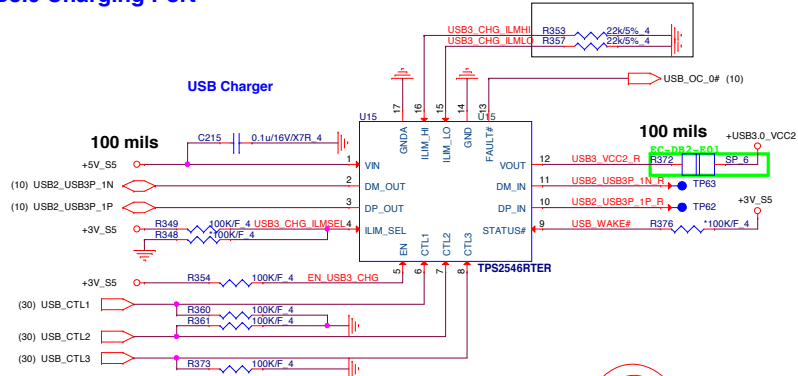 USB3_CHG_ILMHI R353 22k/5%_4
USB3_CHG_ILMLO R357 22k/5%_4
USB Charger
USB_OC_0# (10)
17 16 15 14 13
U15 U15
100 mils
C215 0.1u/16V/X7R_4
GNDA ILIM_HI ILIM_LO GND FAULT#
100 mils
+USB3.0_VCC2
EC-DB2-E01
+5V_S5 1 VIN VOUT 12 USB3_VCC2_R R372 SP_6
(10) USB2_USB3P_1N 2 DM_OUT DM_IN 11 USB2_USB3P_1N_R TP63
(10) USB2_USB3P_1P 3 DP_OUT DP_IN 10 USB2_USB3P_1P_R TP62
+3V_S5
+3V_S5 R349 100K/F_4 USB3_CHG_ILMSEL 4 ILIM_SEL STATUS# 9 USB_WAKE# R376 *100K/F_4
R348 *100K/F_4
EN CTL1 CTL2 CTL3
TPS2546RTER
5 6 7 8
+3V_S5 R354 100K/F_4 EN_USB3_CHG
(30) USB_CTL1
R360 100K/F_4
R361 100K/F_4
(30) USB_CTL2
(30) USB_CTL3
R373 100K/F_4